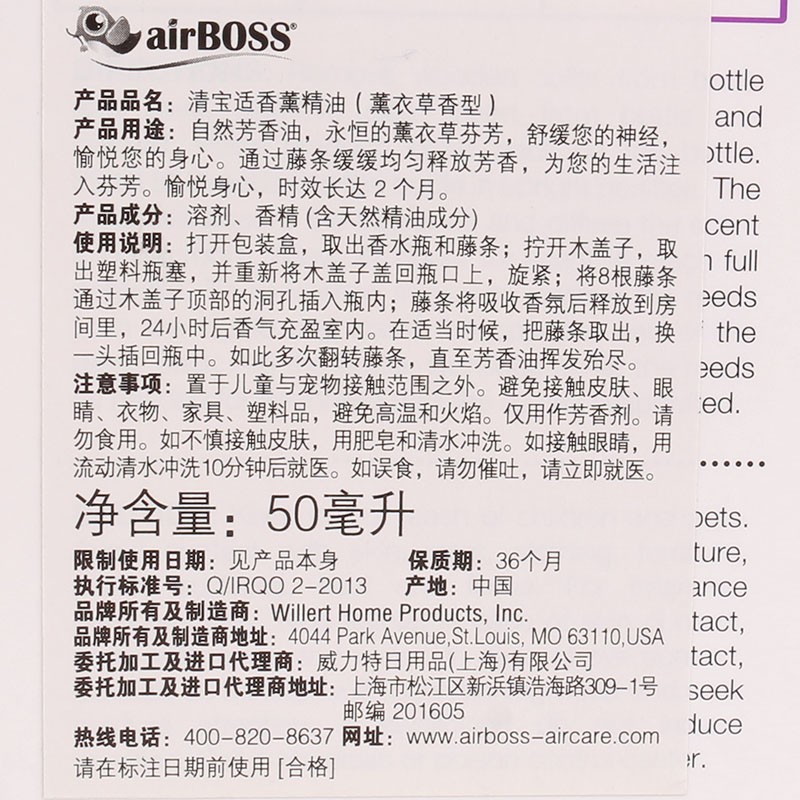 airBOSS®
产品品名：清宝适香薰精油（薰衣草香型）
产品用途：自然芳香油，永恒的薰衣草芬芳，舒缓您的神经，
愉悦您的身心。通过藤条缓缓均匀释放芳香，为您的生活注
入芬芳。愉悦身心，时效长达 2 个月。
产品成分：溶剂、香精(含天然精油成分)
使用说明：打开包装盒，取出香水瓶和藤条；拧开木盖子，取
出塑料瓶塞，并重新将木盖子盖回瓶口上，旋紧；将8根藤条
通过木盖子顶部的洞孔插入瓶内；藤条将吸收香氛后释放到房
间里，24小时后香气充盈室内。在适当时候，把藤条取出，换
一头插回瓶中。如此多次翻转藤条，直至芳香油挥发殆尽。
注意事项：置于儿童与宠物接触范围之外。避免接触皮肤、眼
睛、衣物、家具、塑料品，避免高温和火焰。仅用作芳香剂。请
勿食用。如不慎接触皮肤，用肥皂和清水冲洗。如接触眼睛，用
流动清水冲洗10分钟后就医。如误食，请勿催吐，请立即就医。
净含量：50毫升
限制使用日期：见产品本身 保质期：36个月
执行标准号：Q/IRQO 2-2013 产地：中国
品牌所有及制造商：Willert Home Products, Inc.
品牌所有及制造商地址：4044 Park Avenue,St.Louis, MO 63110,USA
委托加工及进口代理商：威力特日用品(上海)有限公司
委托加工及进口代理商地址：上海市松江区新浜镇浩海路309-1号
邮编 201605
热线电话：400-820-8637 网址：www.airboss-aircare.com
请在标注日期前使用 [合格]
ottle
and
ottle.
The
cent
full
eeds
the
eeds
ted.
pets.
ture,
ance
tact,
tact,
seek
duce
er.